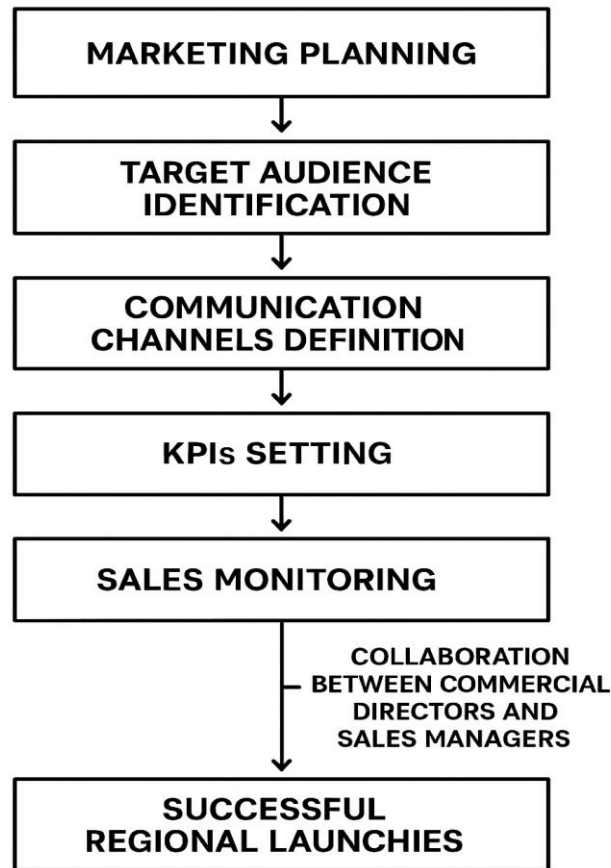 MARKETING PLANNING
TARGET AUDIENCE
IDENTIFICATION
COMMUNICATION
CHANNELS DEFINITION
KPIs SETTING
SALES MONITORING
COLLABORATION
BETWEEN COMMERCIAL
DIRECTORS AND
SALES MANAGERS
SUCCESSFUL
REGIONAL LAUNCHIES